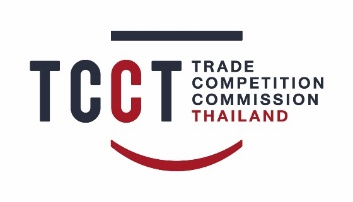 TCCT
TRADE
COMPETITION
COMMISSION
THAILAND